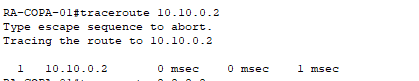 RA-COPA-01#traceroute 10.10.0.2
Type escape sequence to abort.
Tracing the route to 10.10.0.2
1 10.10.0.2 0 msec 0 msec 1 msec